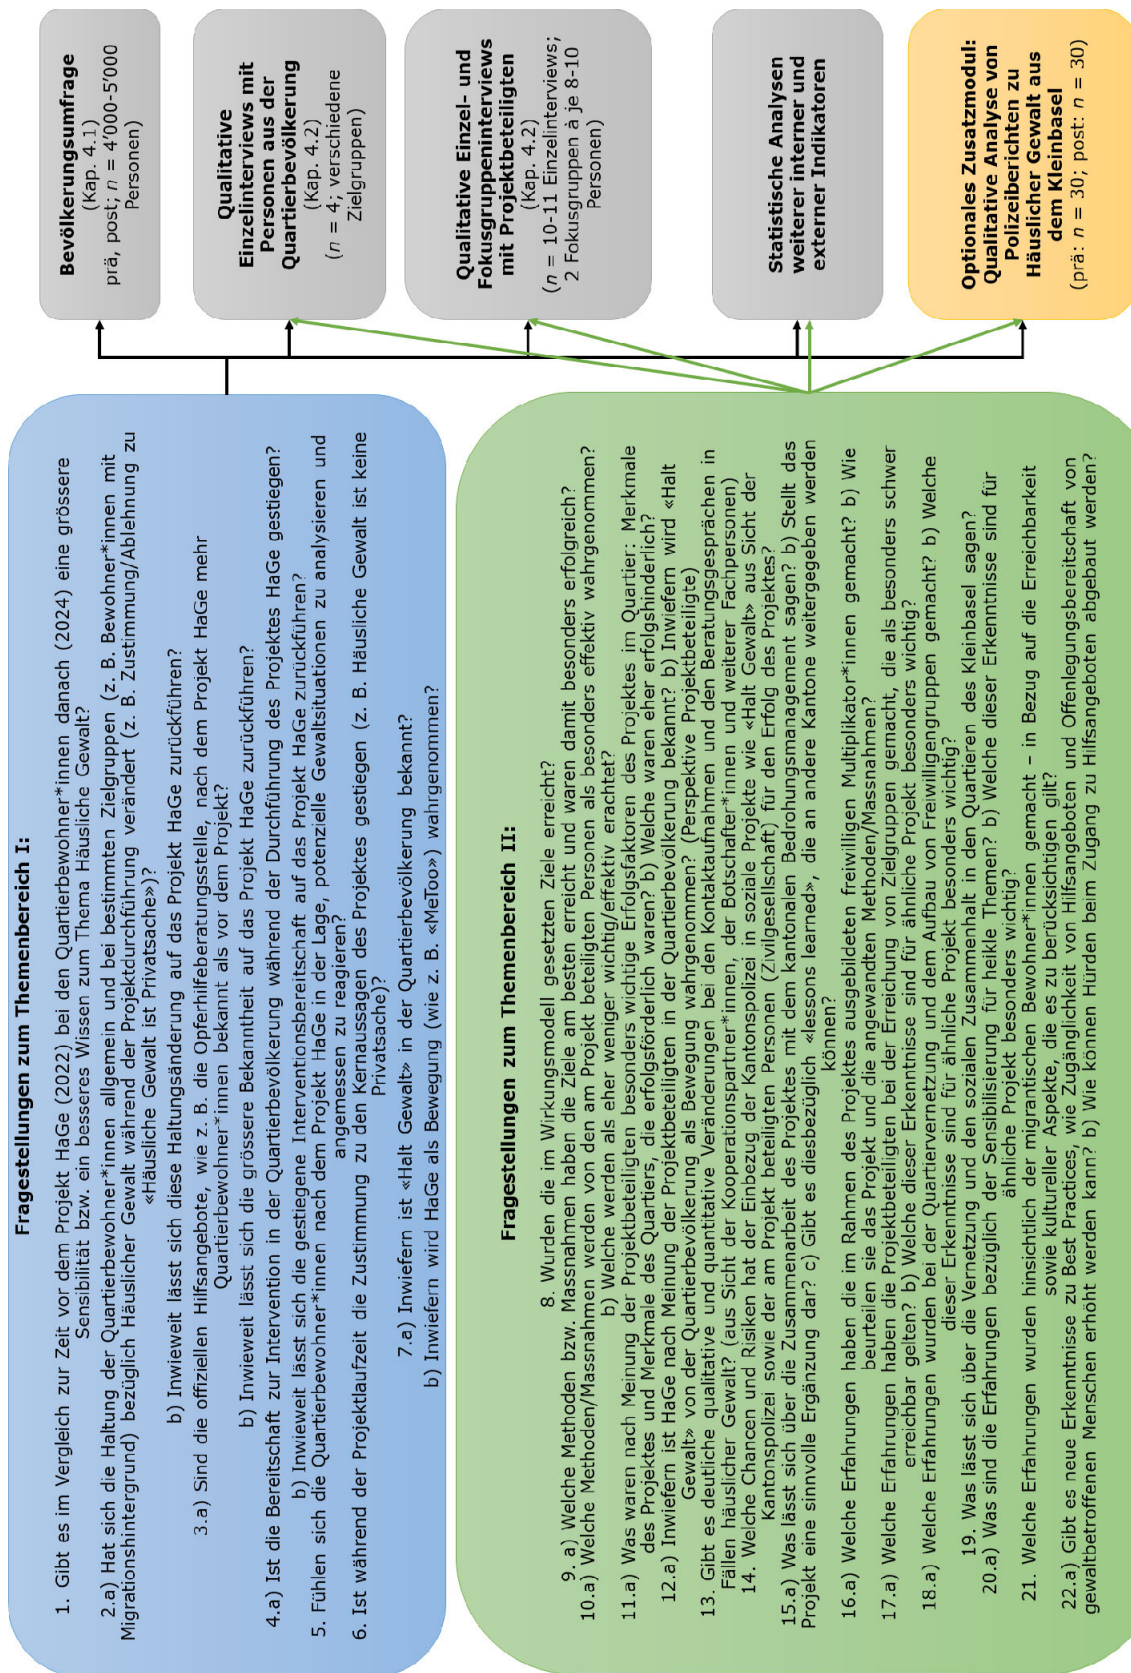 Fragestellungen zum Themenbereich I:
1. Gibt es im Vergleich zur Zeit vor dem Projekt HaGe (2022) bei den Quartierbewohner*innen danach (2024) eine grössere
Sensibilität bzw. ein besseres Wissen zum Thema Häusliche Gewalt?
2.a) Hat sich die Haltung der Quartierbewohner*innen allgemein und bei bestimmten Zielgruppen (z. B. Bewohner*innen mit
Migrationshintergrund) bezüglich Häuslicher Gewalt während der Projektdurchführung verändert (z. B. Zustimmung/Ablehnung zu
«Häusliche Gewalt ist Privatsache»)?
b) Inwieweit lässt sich diese Haltungsänderung auf das Projekt HaGe zurückführen?
3.a) Sind die offiziellen Hilfsangebote, wie z. B. die Opferhilfeberatungsstelle, nach dem Projekt HaGe mehr
Quartierbewohner*innen bekannt als vor dem Projekt?
b) Inwieweit lässt sich die grössere Bekanntheit auf das Projekt HaGe zurückführen?
4.a) Ist die Bereitschaft zur Intervention in der Quartierbevölkerung während der Durchführung des Projektes HaGe gestiegen?
b) Inwieweit lässt sich die gestiegene Interventionsbereitschaft auf das Projekt HaGe zurückführen?
5. Fühlen sich die Quartierbewohner*innen nach dem Projekt HaGe in der Lage, potenzielle Gewaltsituationen zu analysieren und
angemessen zu reagieren?
6. Ist während der Projektlaufzeit die Zustimmung zu den Kernaussagen des Projektes gestiegen (z. B. Häusliche Gewalt ist keine
Privatsache)?
7.a) Inwiefern ist «Halt Gewalt» in der Quartierbevölkerung bekannt?
b) Inwiefern wird HaGe als Bewegung (wie z. B. «MeToo») wahrgenommen?
Fragestellungen zum Themenbereich II:
8. Wurden die im Wirkungsmodell gesetzten Ziele erreicht?
9. a) Welche Methoden bzw. Massnahmen haben die Ziele am besten erreicht und waren damit besonders erfolgreich?
10.a) Welche Methoden/Massnahmen werden von den am Projekt beteiligten Personen als besonders effektiv wahrgenommen?
b) Welche werden als eher weniger wichtig/effektiv erachtet?
11.a) Was waren nach Meinung der Projektbeteiligten besonders wichtige Erfolgsfaktoren des Projektes im Quartier: Merkmale
des Projektes und Merkmale des Quartiers, die erfolgsförderlich waren? b) Welche waren eher erfolgshinderlich?
12.a) Inwiefern ist HaGe nach Meinung der Projektbeteiligten in der Quartierbevölkerung bekannt? b) Inwiefern wird «Halt
Gewalt» von der Quartierbevölkerung als Bewegung wahrgenommen? (Perspektive Projektbeteiligte)
13. Gibt es deutliche qualitative und quantitative Veränderungen bei den Kontaktaufnahmen und den Beratungsgesprächen in
Fällen häuslicher Gewalt? (aus Sicht der Kooperationspartner*innen, der Botschafter*innen und weiterer Fachpersonen)
14. Welche Chancen und Risiken hat der Einbezug der Kantonspolizei in soziale Projekte wie «Halt Gewalt» aus Sicht der
Kantonspolizei sowie der am Projekt beteiligten Personen (Zivilgesellschaft) für den Erfolg des Projektes?
15.a) Was lässt sich über die Zusammenarbeit des Projektes mit dem kantonalen Bedrohungsmanagement sagen? b) Stellt das
Projekt eine sinnvolle Ergänzung dar? c) Gibt es diesbezüglich «lessons learned», die an andere Kantone weitergegeben werden
können?
16.a) Welche Erfahrungen haben die im Rahmen des Projektes ausgebildeten freiwilligen Multiplikator*innen gemacht? b) Wie
beurteilen sie das Projekt und die angewandten Methoden/Massnahmen?
17.a) Welche Erfahrungen haben die Projektbeteiligten bei der Erreichung von Zielgruppen gemacht, die als besonders schwer
erreichbar gelten? b) Welche dieser Erkenntnisse sind für ähnliche Projekt besonders wichtig?
18.a) Welche Erfahrungen wurden bei der Quartiervernetzung und dem Aufbau von Freiwilligengruppen gemacht? b) Welche
dieser Erkenntnisse sind für ähnliche Projekt besonders wichtig?
19. Was lässt sich über die Vernetzung und den sozialen Zusammenhalt in den Quartieren des Kleinbasel sagen?
20.a) Was sind die Erfahrungen bezüglich der Sensibilisierung für heikle Themen? b) Welche dieser Erkenntnisse sind für
ähnliche Projekt besonders wichtig?
21. Welche Erfahrungen wurden hinsichtlich der migrantischen Bewohner*innen gemacht – in Bezug auf die Erreichbarkeit
sowie kultureller Aspekte, die es zu berücksichtigen gilt?
22.a) Gibt es neue Erkenntnisse zu Best Practices, wie Zugänglichkeit von Hilfsangeboten und Offenlegungsbereitschaft von
gewaltbetroffenen Menschen erhöht werden kann? b) Wie können Hürden beim Zugang zu Hilfsangeboten abgebaut werden?
Bevölkerungsumfrage
(Kap. 4.1)
prä, post; n = 4’000-5’000
Personen)
Qualitative
Einzelinterviews mit
Personen aus der
Quartierbevölkerung
(Kap. 4.2)
(n = 4; verschiedene
Zielgruppen)
Qualitative Einzel- und
Fokusgruppeninterviews
mit Projektbeteiligten
(Kap. 4.2)
(n = 10-11 Einzelinterviews;
2 Fokusgruppen à je 8-10
Personen)
Statistische Analysen
weiterer interner und
externer Indikatoren
Optionales Zusatzmodul:
Qualitative Analyse von
Polizeiberichten zu
Häuslicher Gewalt aus
dem Kleinbasel
(prä: n = 30; post: n = 30)